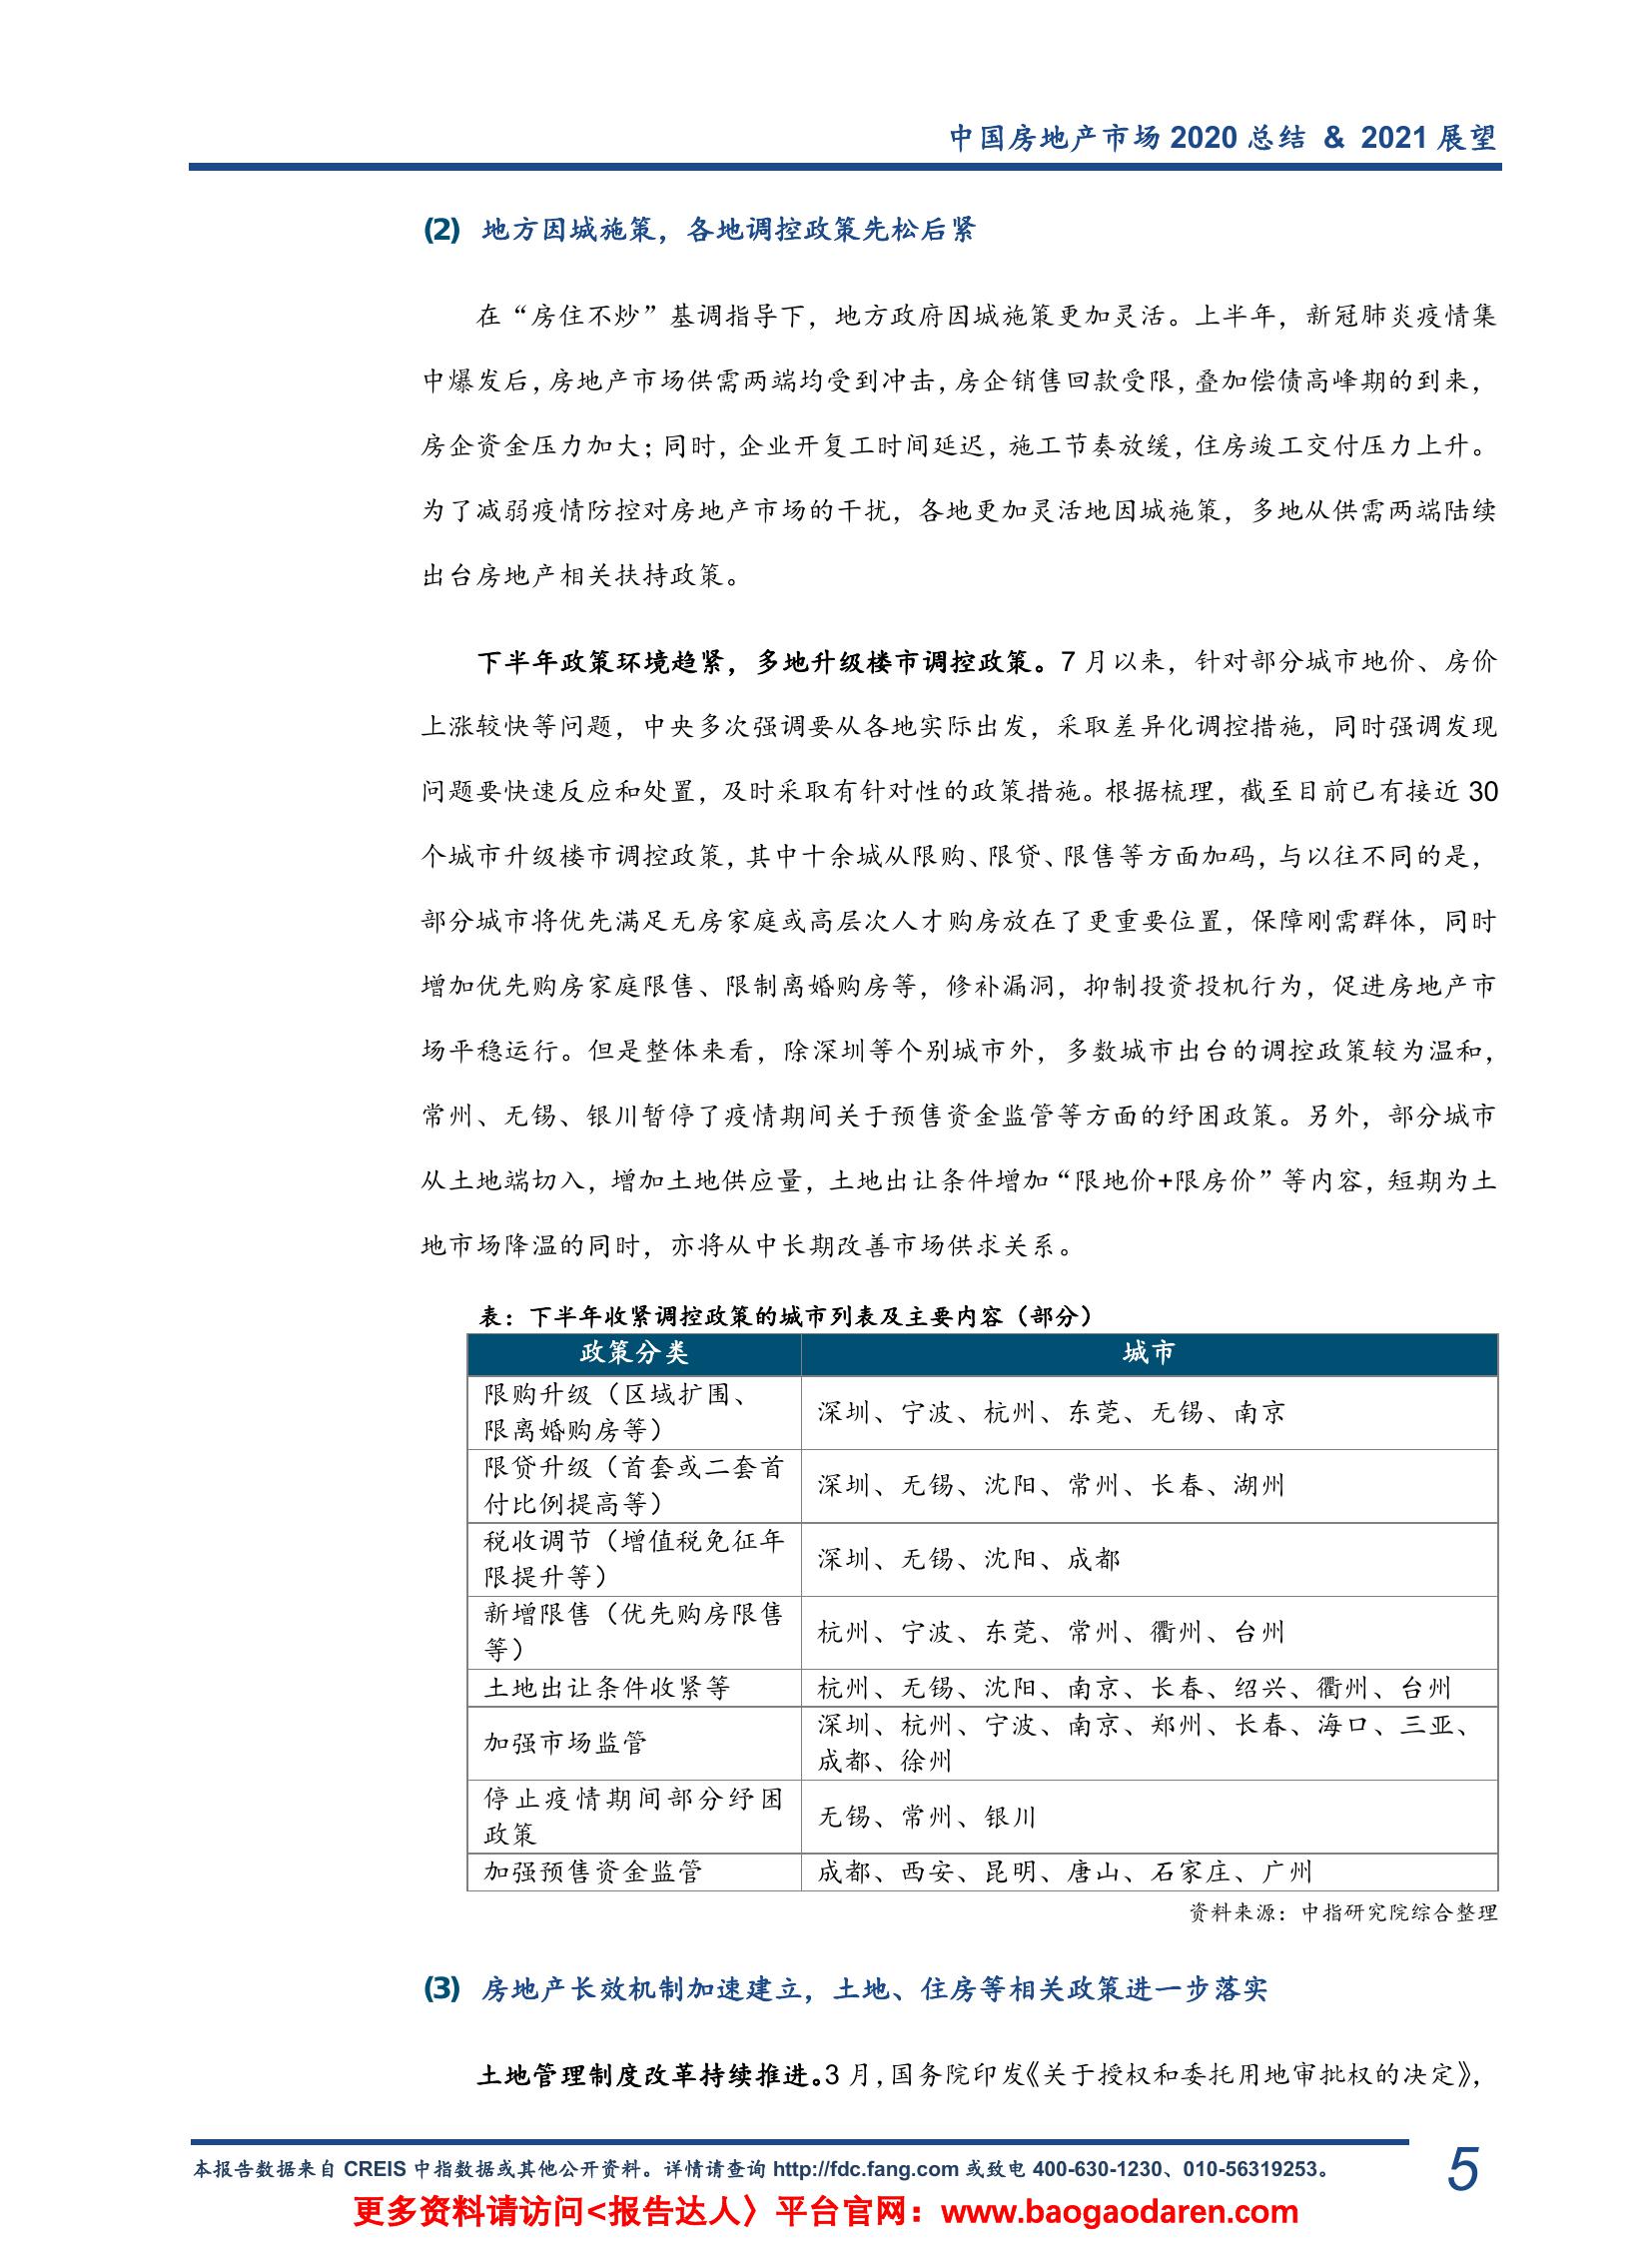 中国房地产市场 2020 总结 & 2021 展望
(2) 地方因城施策，各地调控政策先松后紧
在“房住不炒”基调指导下，地方政府因城施策更加灵活。上半年，新冠肺炎疫情集
中爆发后，房地产市场供需两端均受到冲击，房企销售回款受限，叠加偿债高峰期的到来，
房企资金压力加大；同时，企业开复工时间延迟，施工节奏放缓，住房竣工交付压力上升。
为了减弱疫情防控对房地产市场的干扰，各地更加灵活地因城施策，多地从供需两端陆续
出台房地产相关扶持政策。
下半年政策环境趋紧，多地升级楼市调控政策。7 月以来，针对部分城市地价、房价
上涨较快等问题，中央多次强调要从各地实际出发，采取差异化调控措施，同时强调发现
问题要快速反应和处置，及时采取有针对性的政策措施。根据梳理，截至目前已有接近 30
个城市升级楼市调控政策，其中十余城从限购、限贷、限售等方面加码，与以往不同的是，
部分城市将优先满足无房家庭或高层次人才购房放在了更重要位置，保障刚需群体，同时
增加优先购房家庭限售、限制离婚购房等，修补漏洞，抑制投资投机行为，促进房地产市
场平稳运行。但是整体来看，除深圳等个别城市外，多数城市出台的调控政策较为温和，
常州、无锡、银川暂停了疫情期间关于预售资金监管等方面的纾困政策。另外，部分城市
从土地端切入，增加土地供应量，土地出让条件增加“限地价+限房价”等内容，短期为土
地市场降温的同时，亦将从中长期改善市场供求关系。
表：下半年收紧调控政策的城市列表及主要内容（部分）
政策分类 城市
限购升级（区域扩围、
限离婚购房等）
深圳、宁波、杭州、东莞、无锡、南京
限贷升级（首套或二套首
付比例提高等）
深圳、无锡、沈阳、常州、长春、湖州
税收调节（增值税免征年
限提升等）
深圳、无锡、沈阳、成都
新增限售（优先购房限售
等）
杭州、宁波、东莞、常州、衢州、台州
土地出让条件收紧等 杭州、无锡、沈阳、南京、长春、绍兴、衢州、台州
加强市场监管
深圳、杭州、宁波、南京、郑州、长春、海口、三亚、
成都、徐州
停止疫情期间部分纾困
政策
无锡、常州、银川
加强预售资金监管 成都、西安、昆明、唐山、石家庄、广州
资料来源：中指研究院综合整理
(3) 房地产长效机制加速建立，土地、住房等相关政策进一步落实
土地管理制度改革持续推进。3 月，国务院印发《关于授权和委托用地审批权的决定》，
本报告数据来自 CREIS 中指数据或其他公开资料。详情请查询 http://fdc.fang.com 或致电 400-630-1230、010-56319253。
5
更多资料请访问<报告达人〉平台官网：www.baogaodaren.com